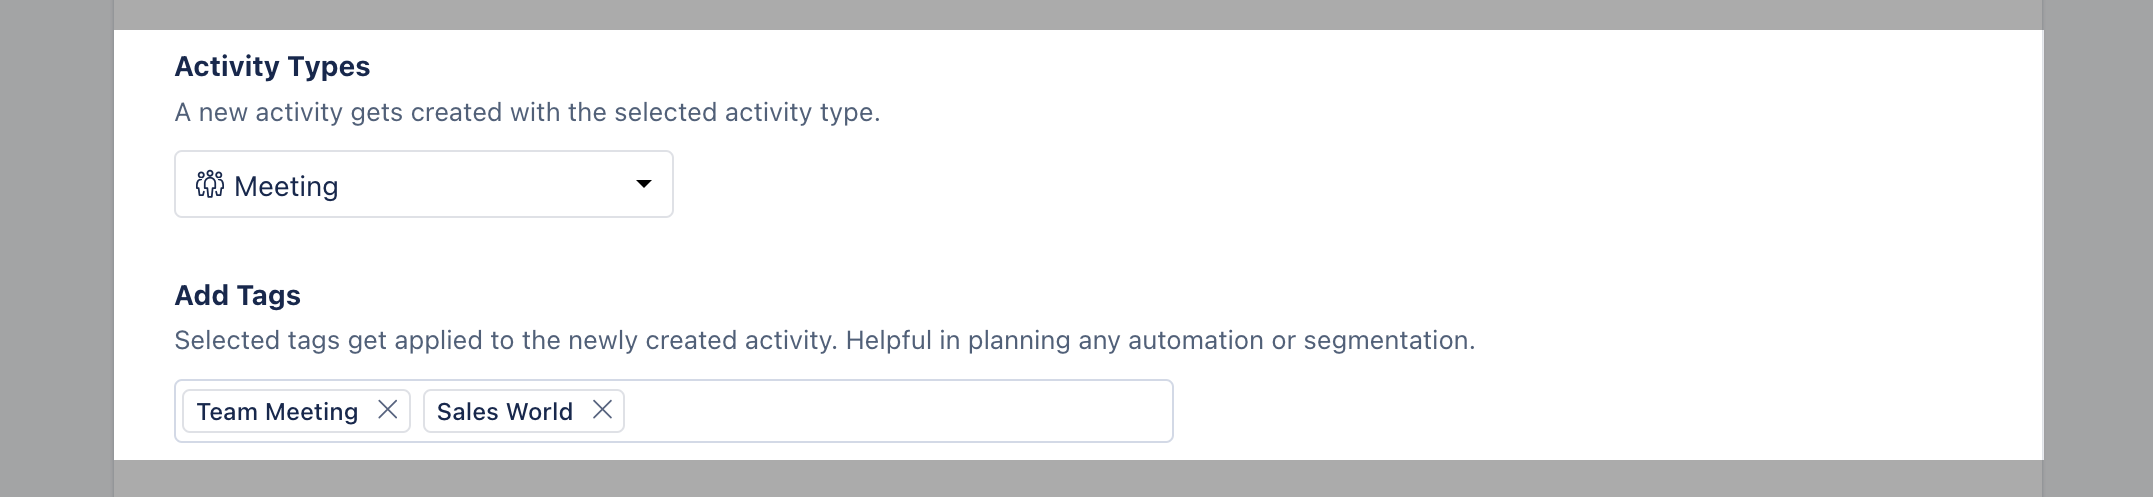 Activity Types
A new activity gets created with the selected activity type.
Meeting
Add Tags
Selected tags get applied to the newly created activity. Helpful in planning any automation or segmentation.
Team Meeting Sales World